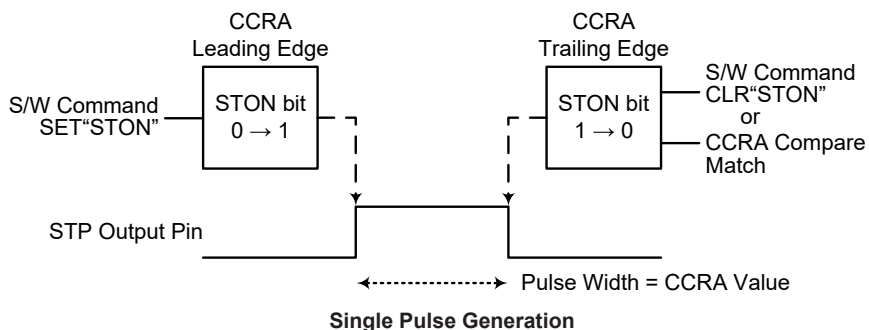 CCRA
Leading Edge
CCRA
Trailing Edge
S/W Command
SET“STON”
STON bit
0 → 1
STON bit
1 → 0
S/W Command
CLR“STON”
or
CCRA Compare
Match
STP Output Pin
Pulse Width = CCRA Value
Single Pulse Generation